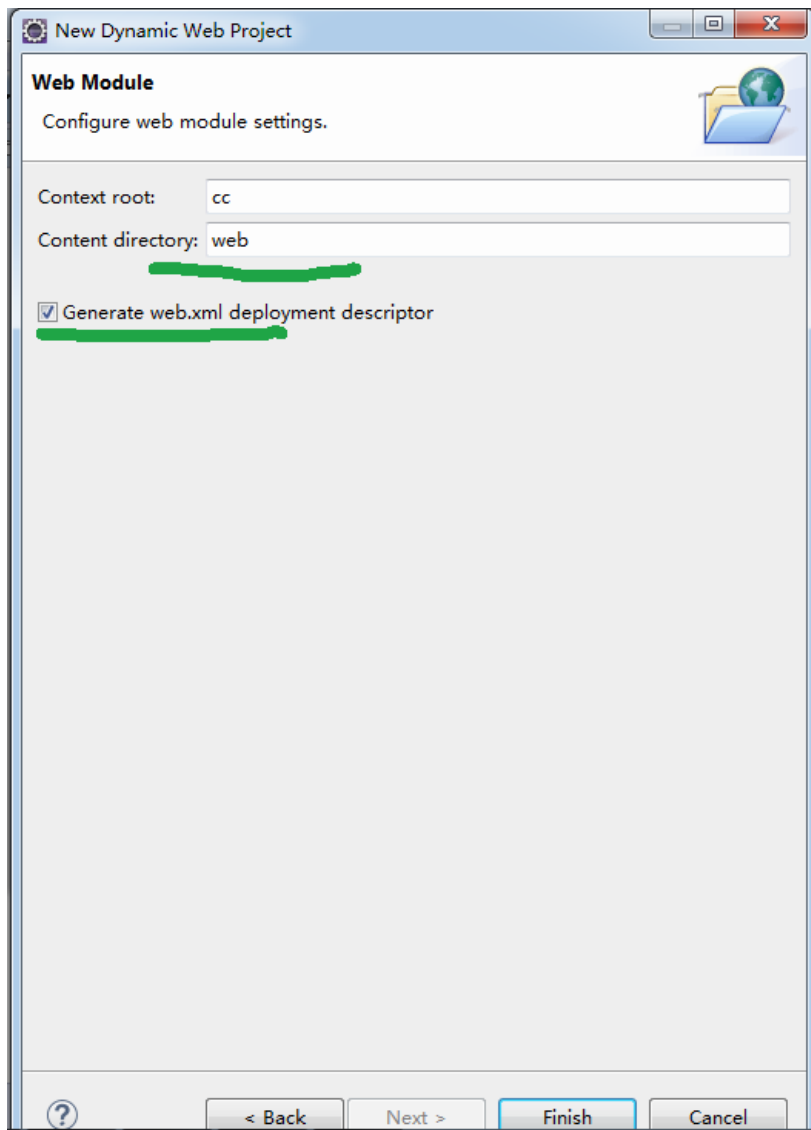 New Dynamic Web Project
Web Module
Configure web module settings.
Context root: cc
Content directory: web
Generate web.xml deployment descriptor
? < Back Next > Finish Cancel